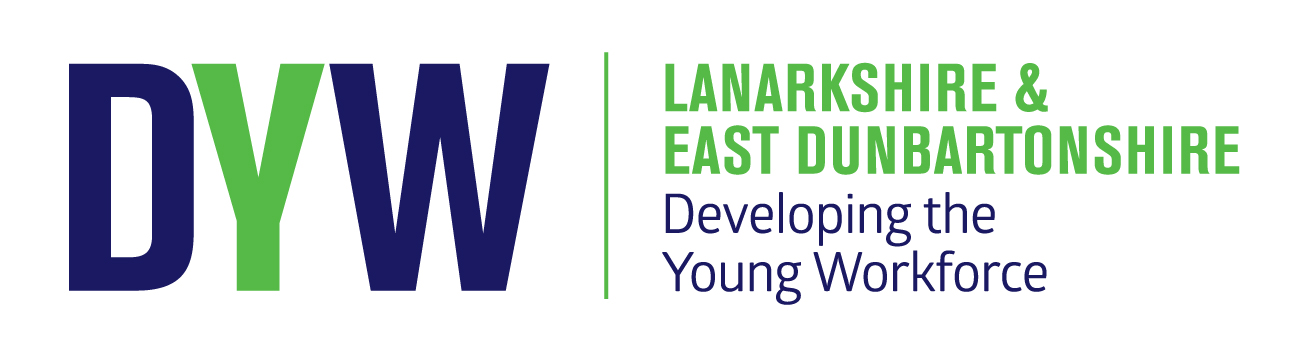 DYW
LANARKSHIRE &
EAST DUNBARTONSHIRE
Developing the
Young Workforce